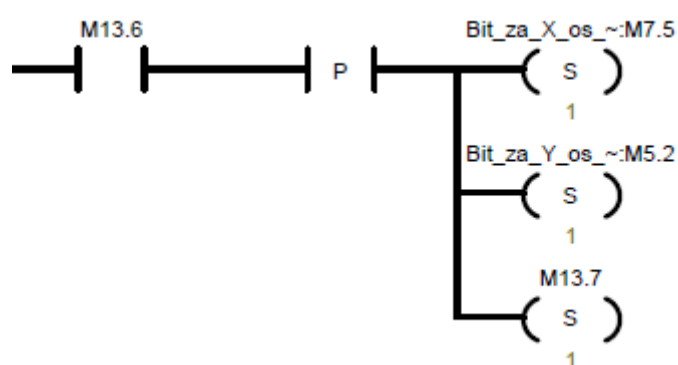 M13.6
Bit_za_X_os_~:M7.5
P
S
1
Bit_za_Y_os_~:M5.2
S
1
M13.7
S
1